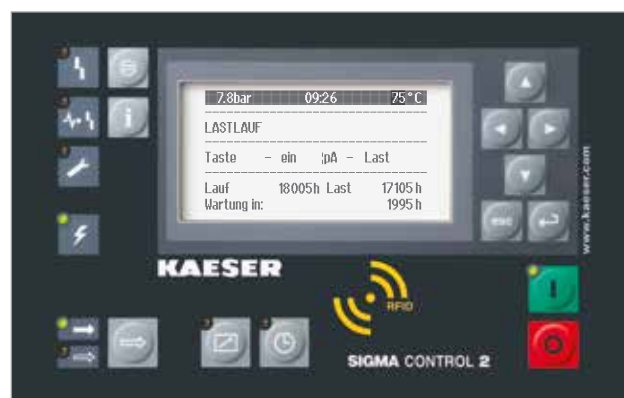 7.8bar 09:26 75°C
LASTLAUF
Taste - ein ¦pA - Last
Lauf 18005h Last 17105h
Wartung in: 1995h
esc
www.kaeser.com
KAESER
RFID
I
SIGMA CONTROL 2